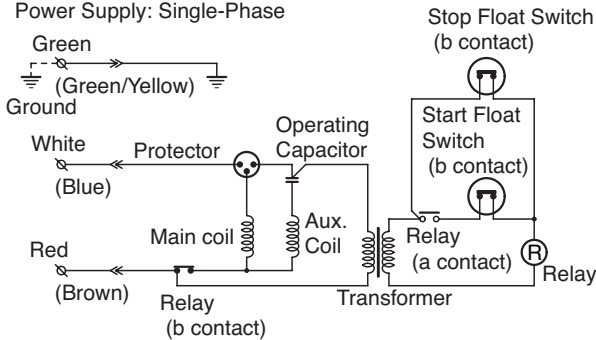 Power Supply: Single-Phase
Stop Float Switch
(b contact)
Green
(Green/Yellow)
Ground
Start Float
Switch
(b contact)
White
(Blue)
Protector
Operating
Capacitor
Main coil
Aux.
Coil
Red
(Brown)
Relay
(b contact)
Transformer
Relay
(a contact)
R
Relay